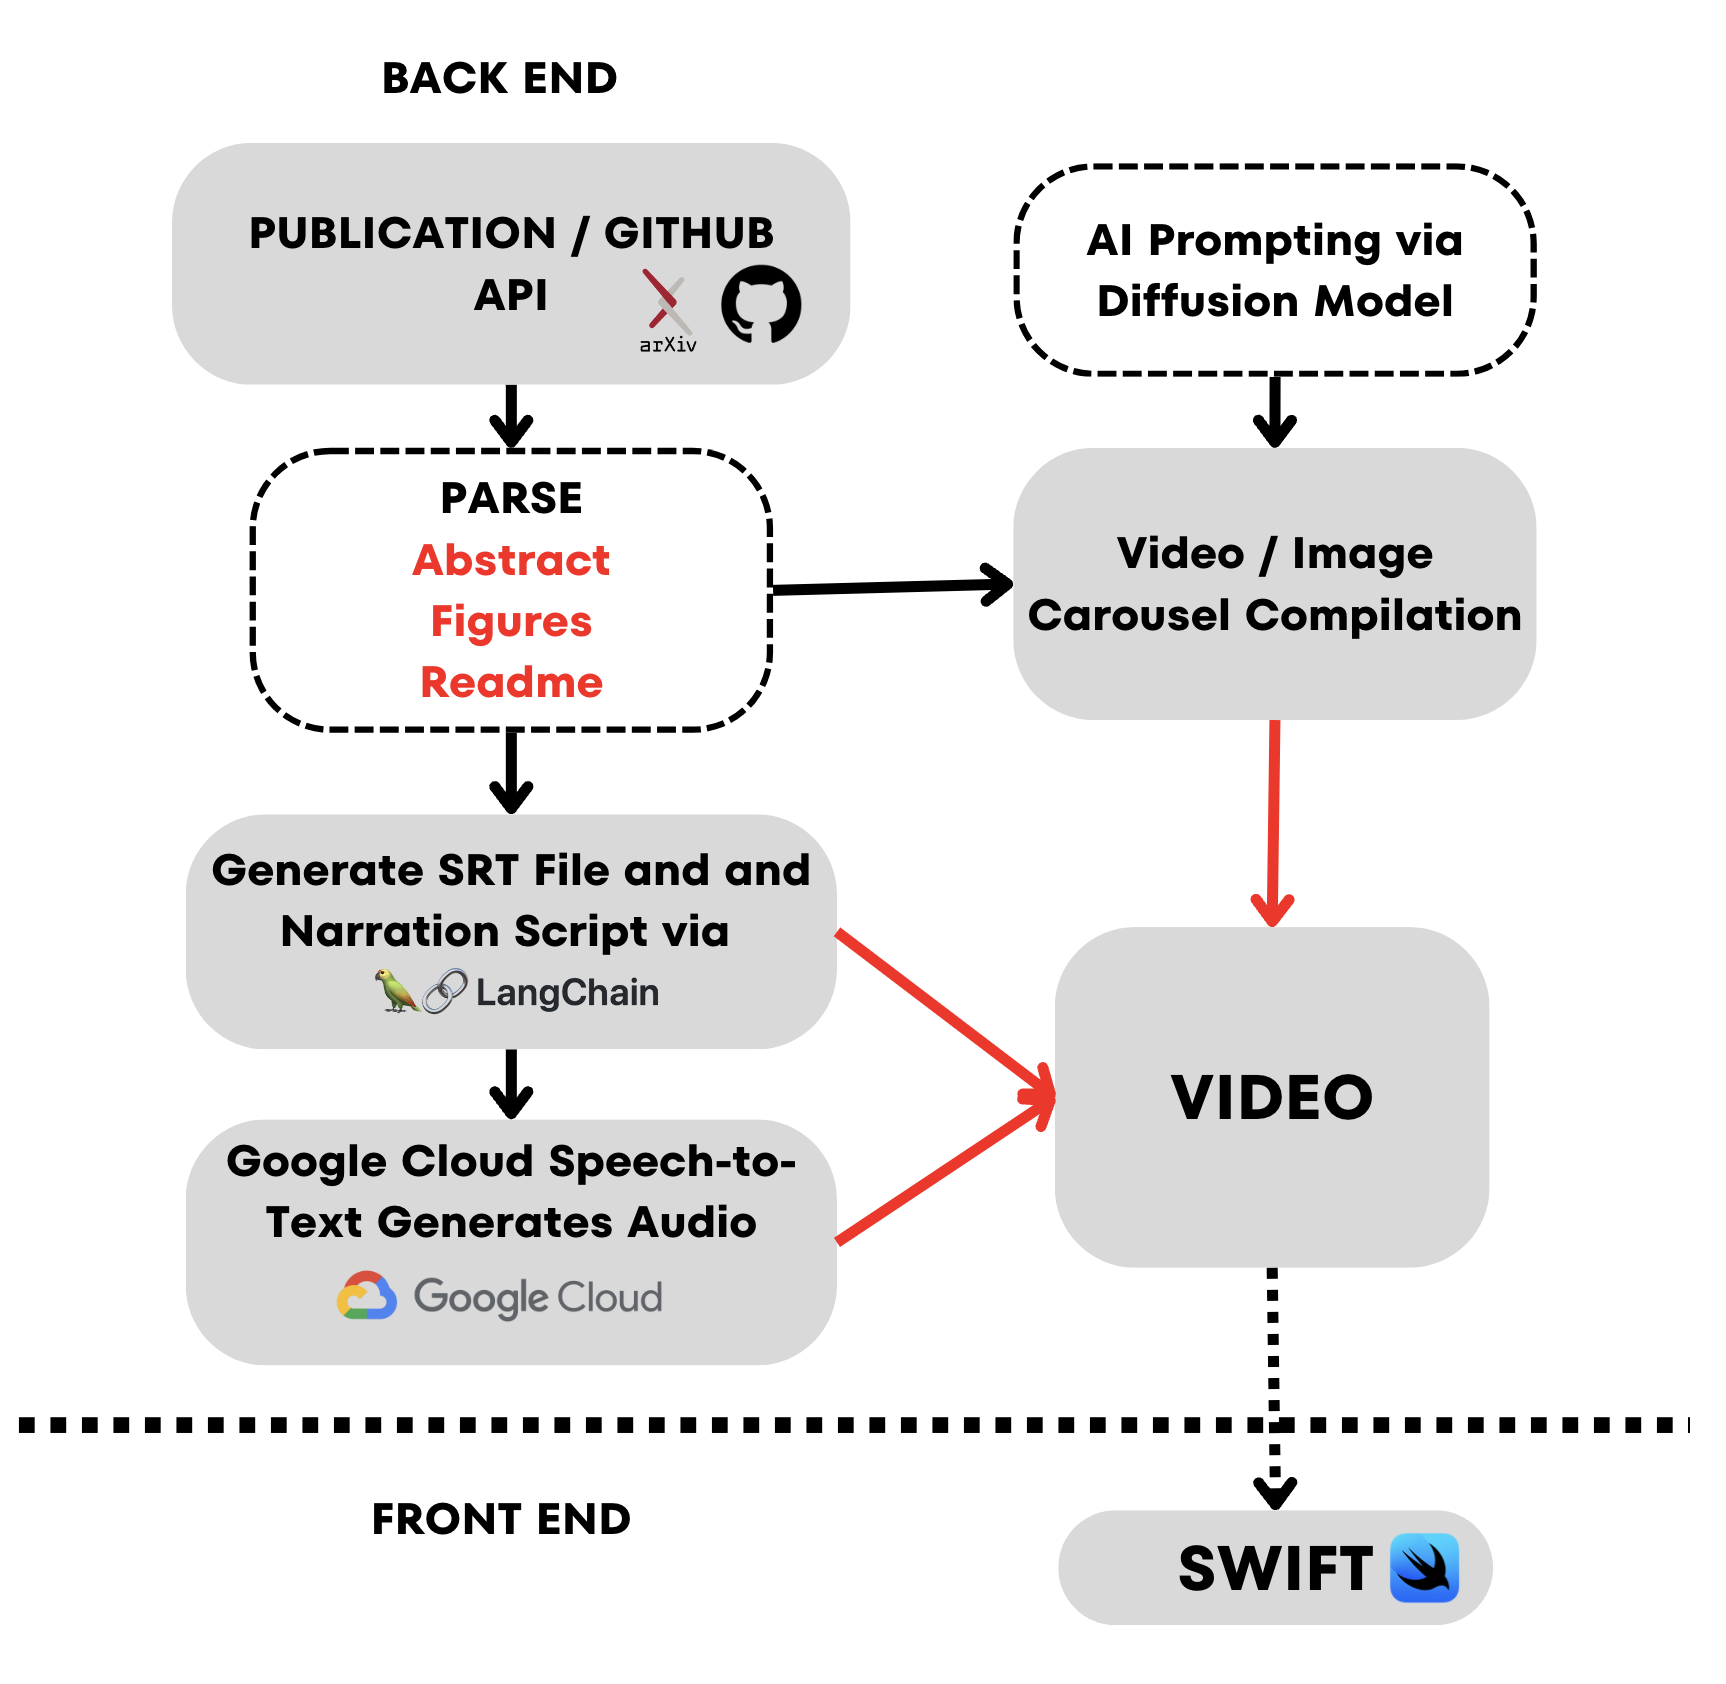 BACK END
PUBLICATION / GITHUB
API
arXiv
AI Prompting via
Diffusion Model
PARSE
Abstract
Figures
Readme
Video / Image
Carousel Compilation
Generate SRT File and and
Narration Script via
LangChain
Google Cloud Speech-to-
Text Generates Audio
Google Cloud
VIDEO
FRONT END
SWIFT